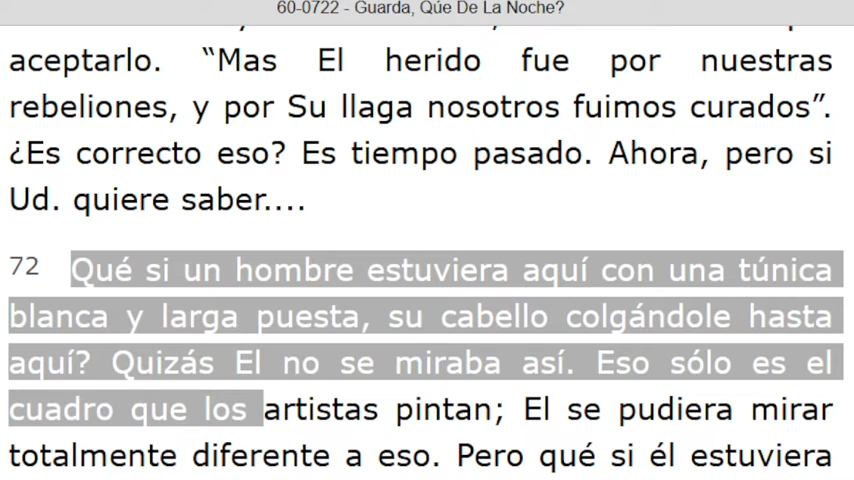 60-0722 - Guarda, Qúe De La Noche?
aceptarlo. “Mas El herido fue por nuestras
rebeliones, y por Su llaga nosotros fuimos curados”.
¿Es correcto eso? Es tiempo pasado. Ahora, pero si
Ud. quiere saber....
72 Qué si un hombre estuviera aquí con una túnica
blanca y larga puesta, su cabello colgándole hasta
aquí? Quizás El no se miraba así. Eso sólo es el
cuadro que los artistas pintan; El se pudiera mirar
totalmente diferente a eso. Pero qué si él estuviera